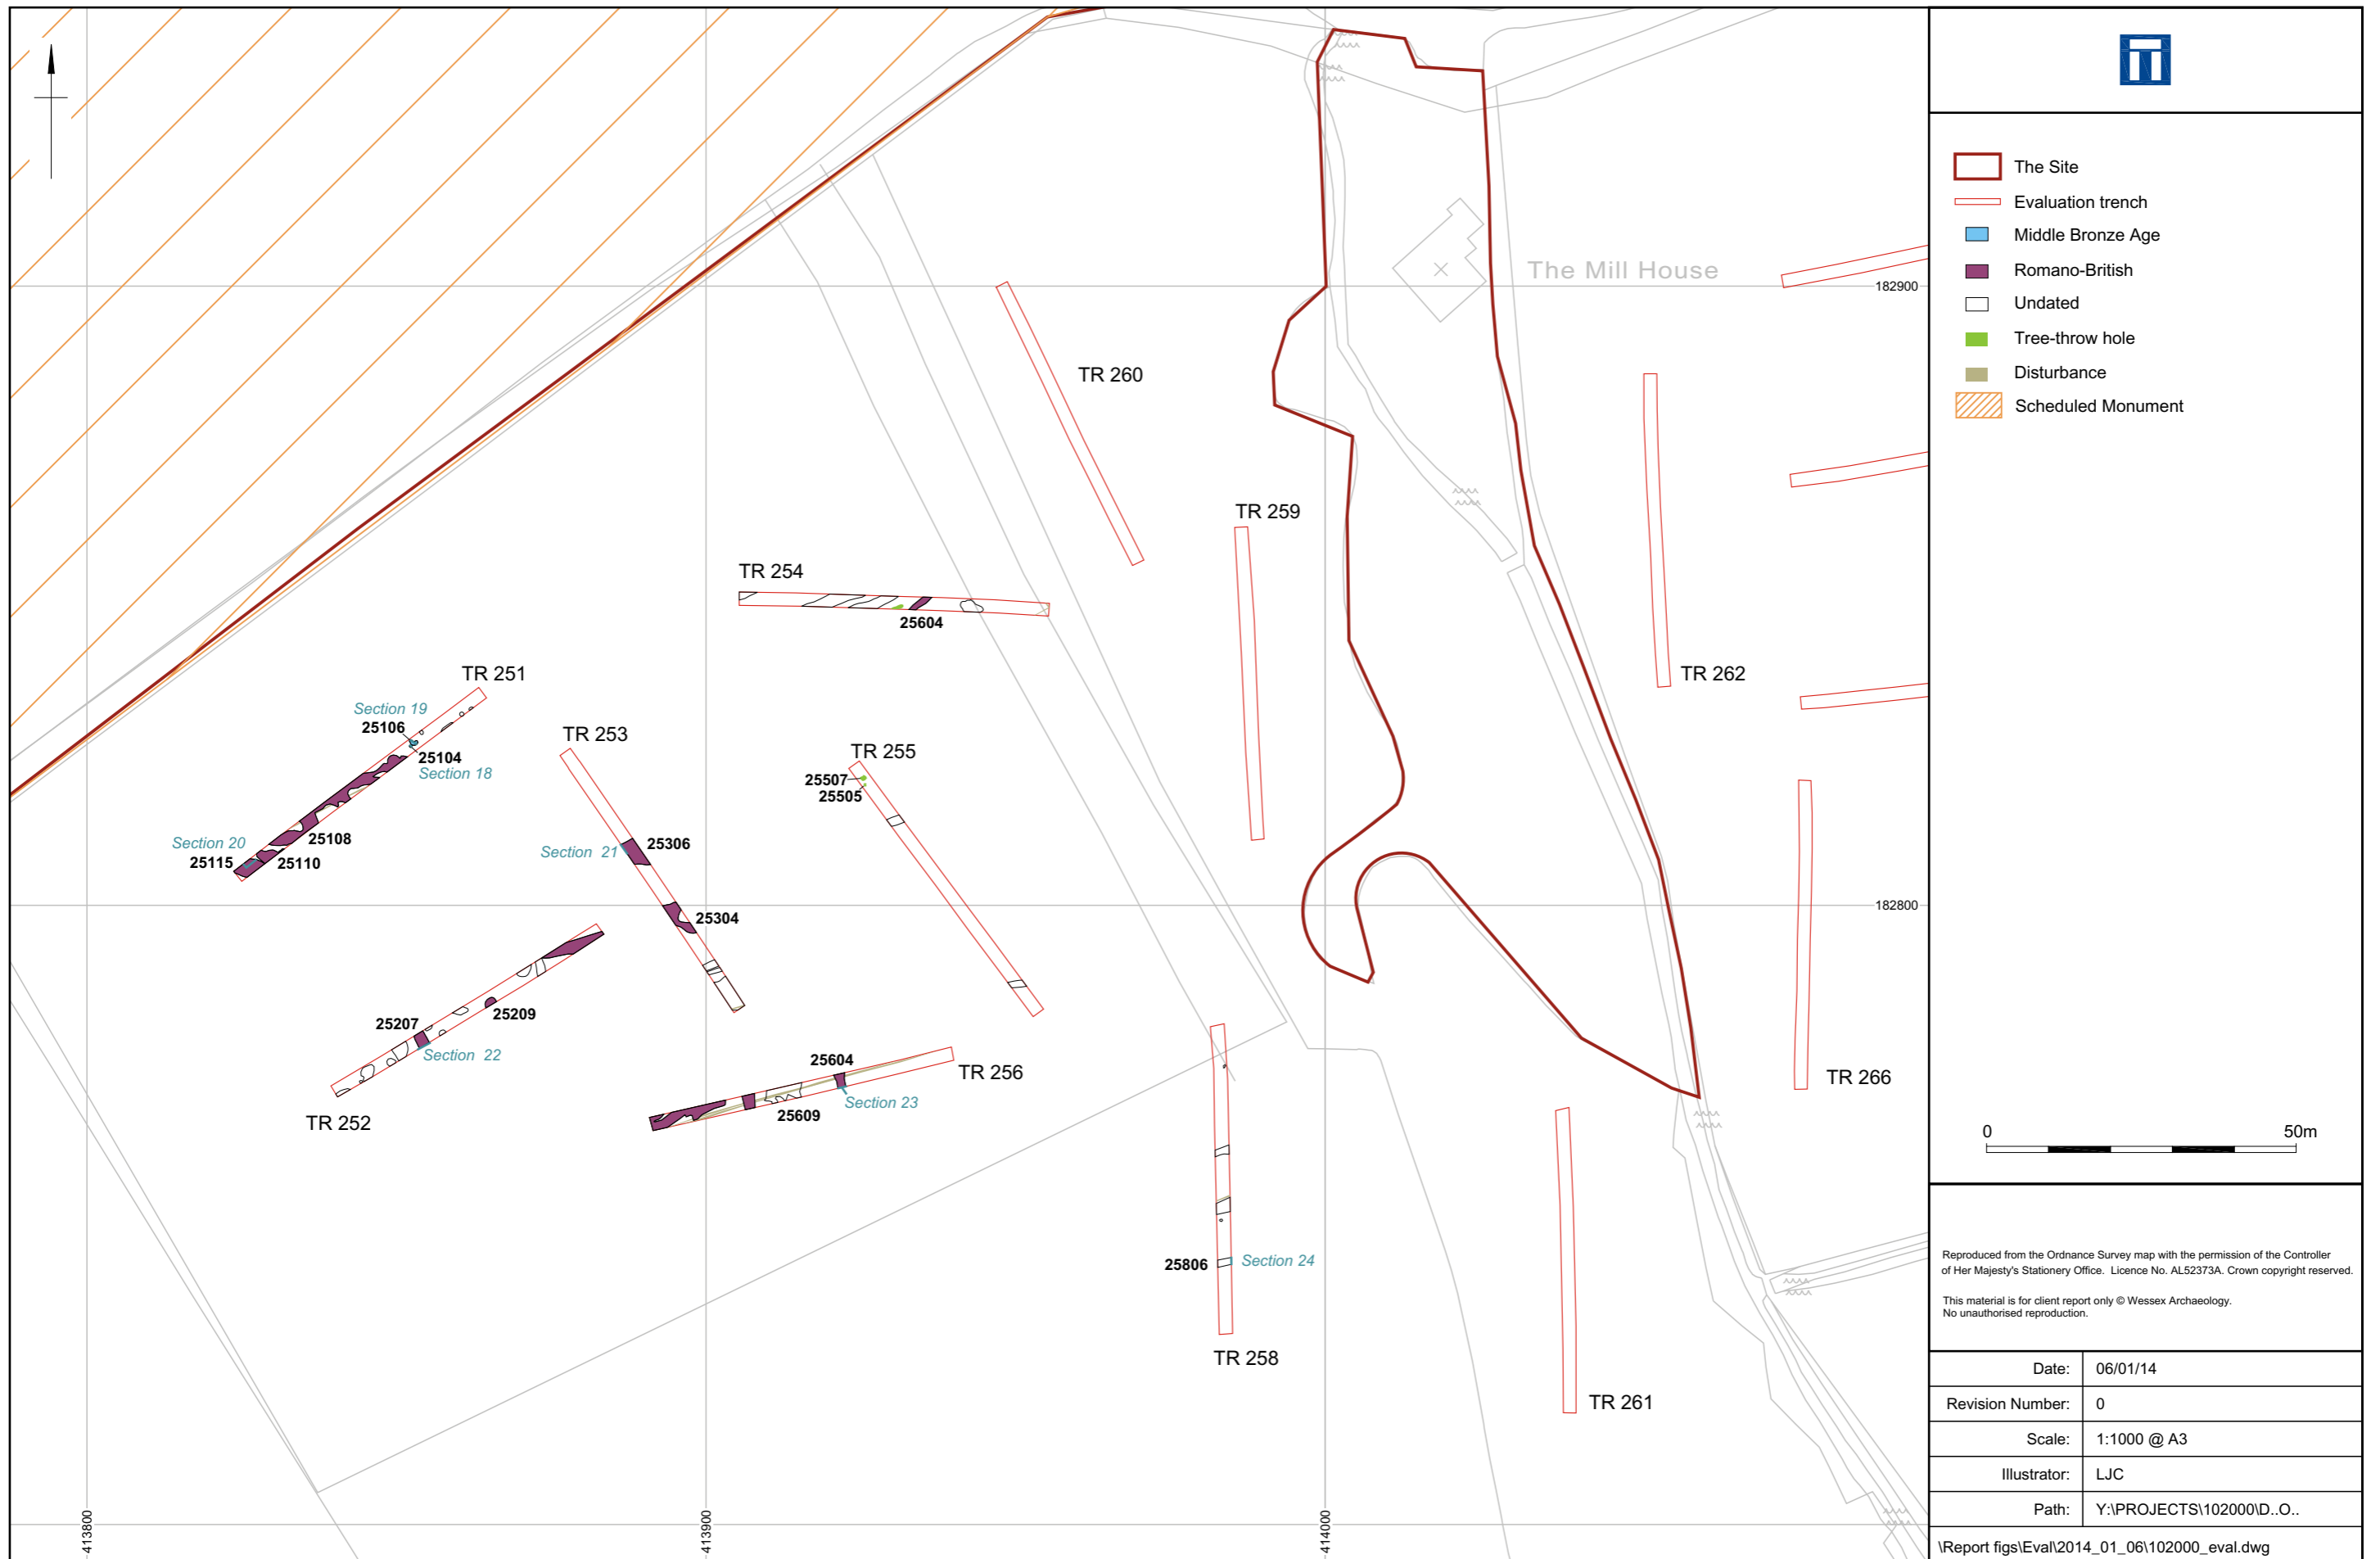 The Mill House
TR 260
TR 259
TR 254
25604
TR 262
TR 251
Section 19
25106
25104
Section 18
TR 253
TR 255
25507
25505
25108
Section 20
25115
25110
Section 21
25306
25304
25207
25209
Section 22
TR 252
25604
TR 256
Section 23
25609
TR 266
25806
Section 24
TR 258
TR 261
182900
182800
413800
413900
414000
The Site
Evaluation trench
Middle Bronze Age
Romano-British
Undated
Tree-throw hole
Disturbance
Scheduled Monument
0 50m
Reproduced from the Ordnance Survey map with the permission of the Controller
of Her Majesty's Stationery Office. Licence No. AL52373A. Crown copyright reserved.
This material is for client report only © Wessex Archaeology.
No unauthorised reproduction.
Date: 06/01/14
Revision Number: 0
Scale: 1:1000 @ A3
Illustrator: LJC
Path: Y:\PROJECTS\102000\D..O..
\Report figs\Eval\2014_01_06\102000_eval.dwg